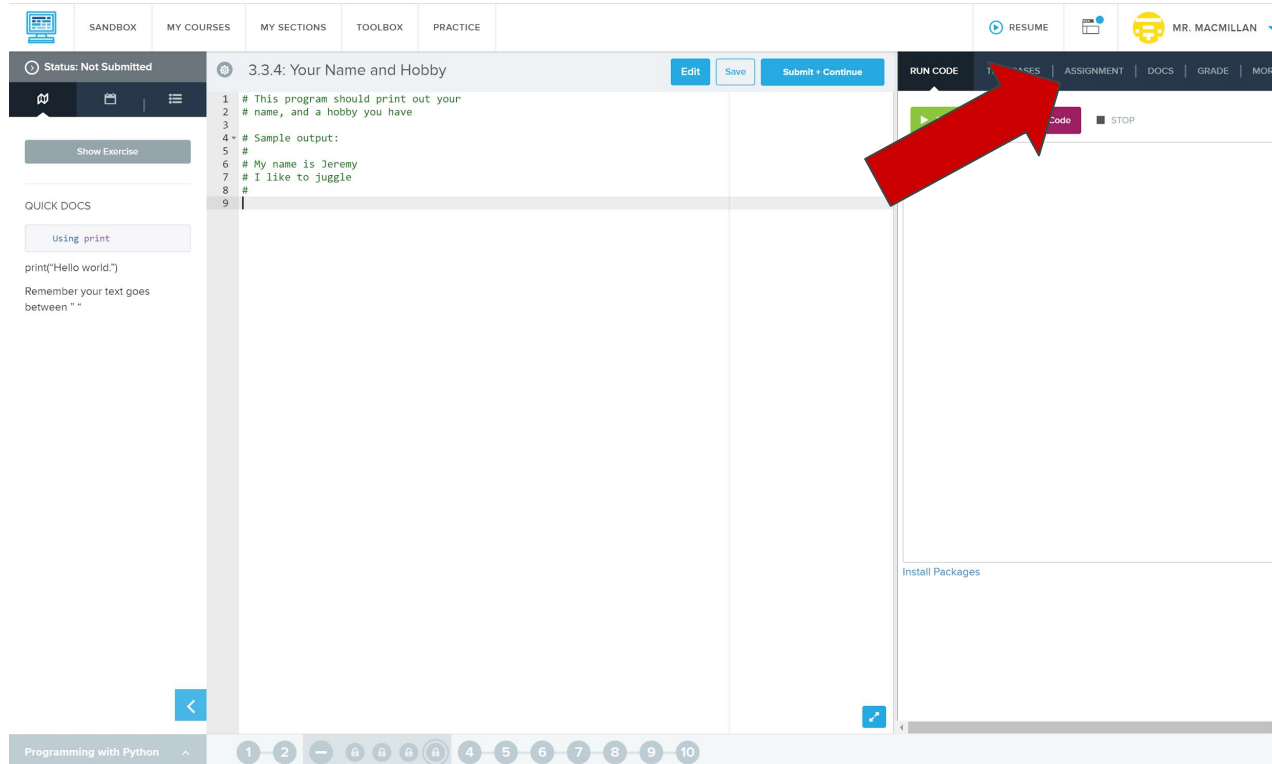 SANDBOX MY COURSES MY SECTIONS TOOLBOX PRACTICE RESUME MR. MACMILLAN
Status: Not Submitted
3.3.4: Your Name and Hobby
Edit Save Submit + Continue
RUN CODE ASSIGNMENT DOCS GRADE
Code STOP
Show Exercise
QUICK DOCS
Using print
print("Hello world.")
Remember your text goes
between " "
1 # This program should print out your
2 # name, and a hobby you have
3
4 # Sample output:
5 #
6 # My name is Jeremy
7 # I like to juggle
8 #
9
Install Packages
Programming with Python
1 2 4 5 6 7 8 9 10